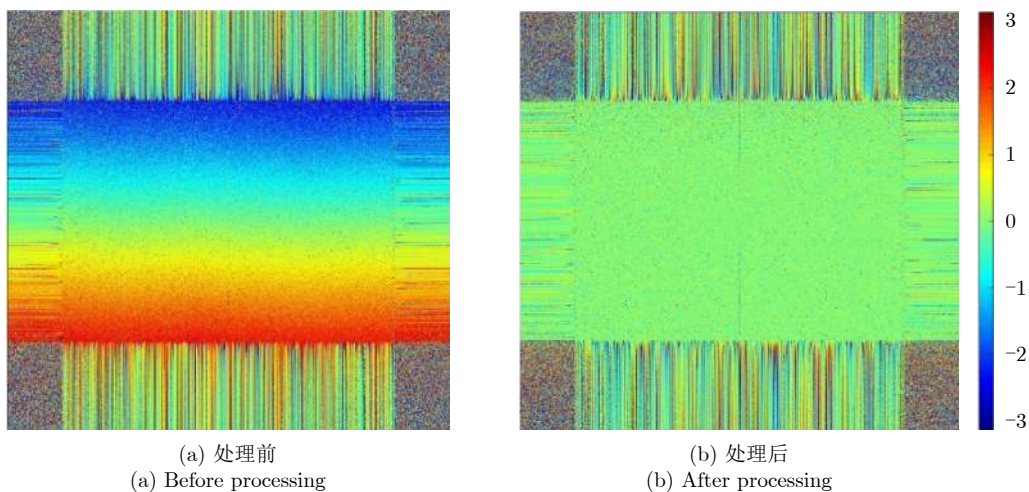 3
2
1
0
−1
−2
−3
(a) 处理前
(a) Before processing
(b) 处理后
(b) After processing